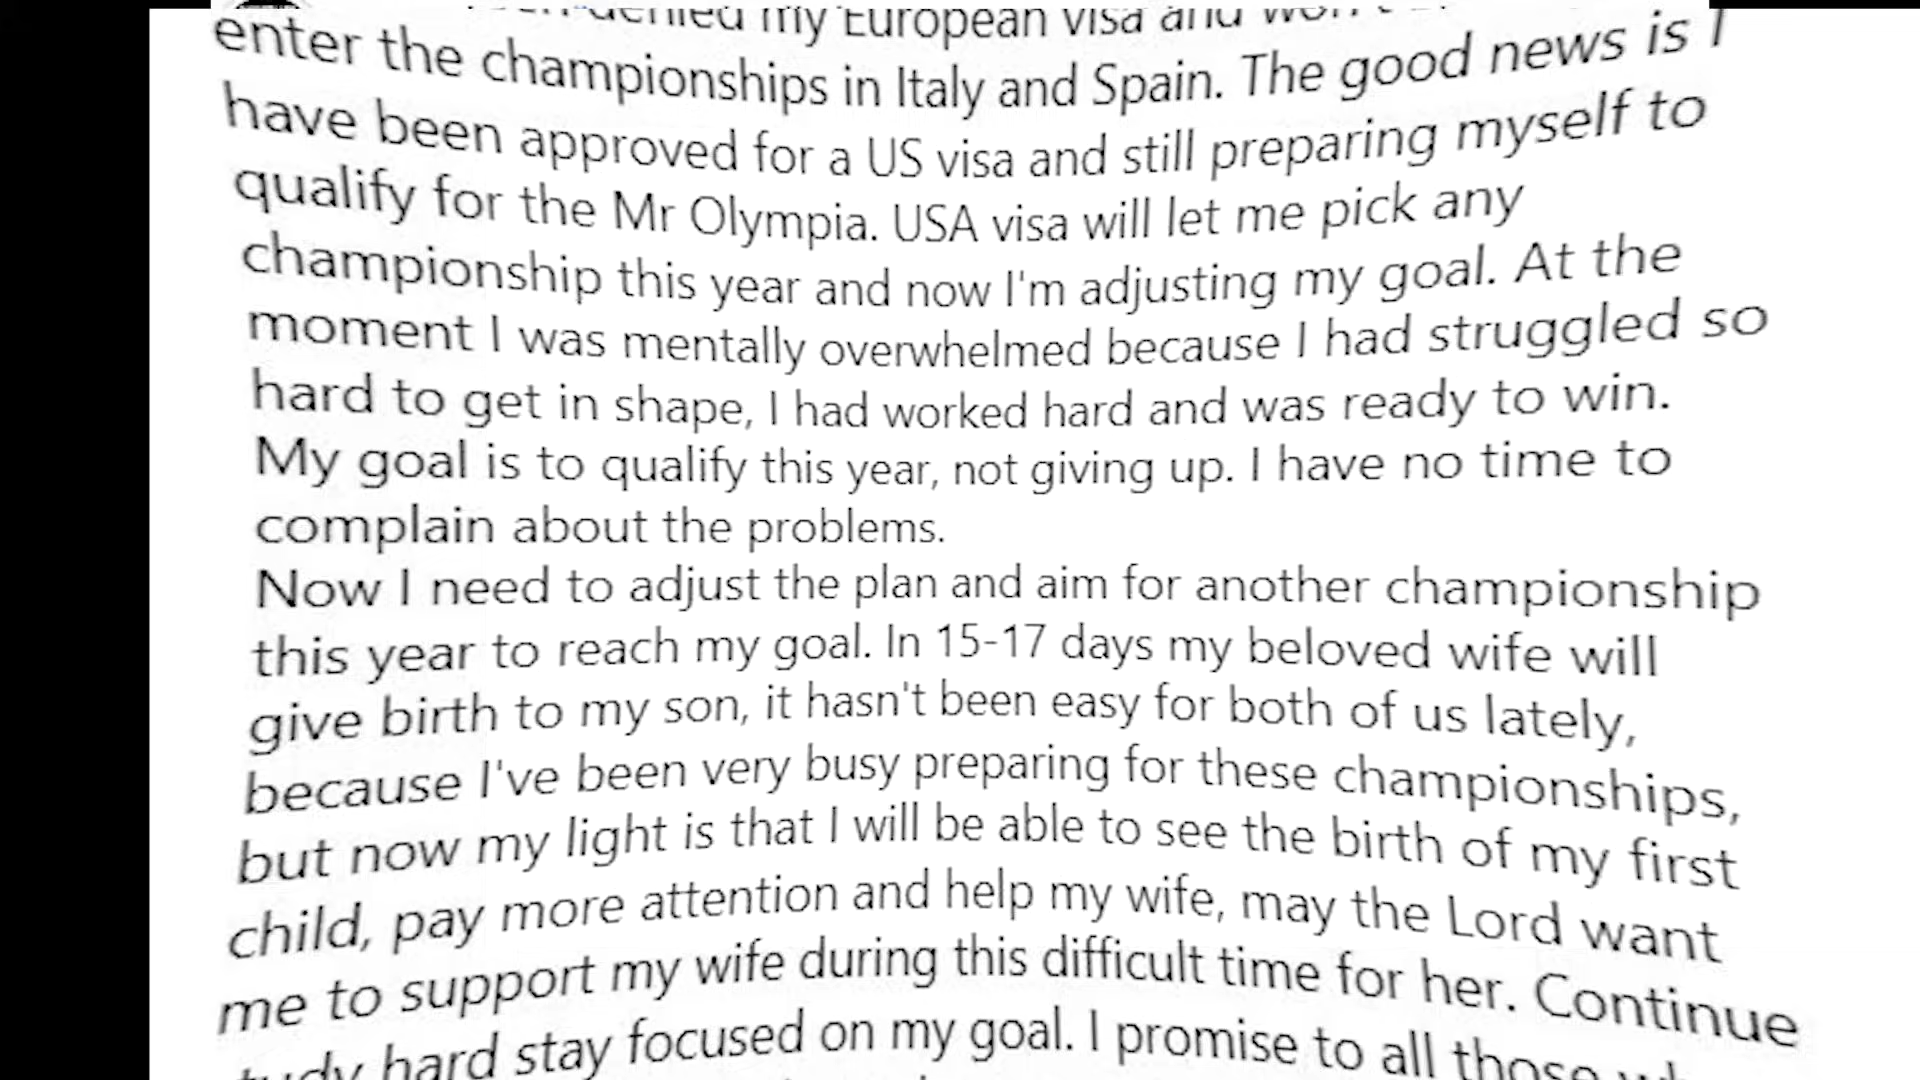 denied my European visa and won't
enter the championships in Italy and Spain. The good news is I
have been approved for a US visa and still preparing myself to
qualify for the Mr Olympia. USA visa will let me pick any
championship this year and now I'm adjusting my goal. At the
moment I was mentally overwhelmed because I had struggled so
hard to get in shape, I had worked hard and was ready to win.
My goal is to qualify this year, not giving up. I have no time to
complain about the problems.
Now I need to adjust the plan and aim for another championship
this year to reach my goal. In 15-17 days my beloved wife will
give birth to my son, it hasn't been easy for both of us lately,
because I've been very busy preparing for these championships,
but now my light is that I will be able to see the birth of my first
child, pay more attention and help my wife, may the Lord want
me to support my wife during this difficult time for her. Continue
hard stay focused on my goal. I promise to all those